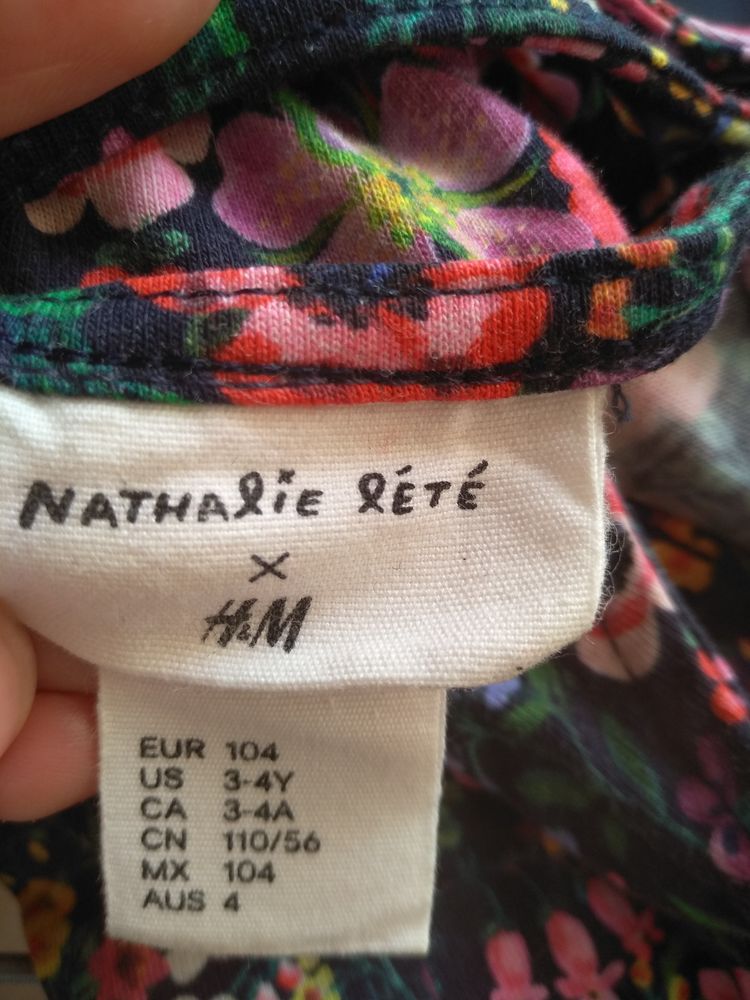 NATHAlIE lÉTÉ
×
H&M
EUR 104
US 3-4Y
CA 3-4A
CN 110/56
MX 104
AUS 4